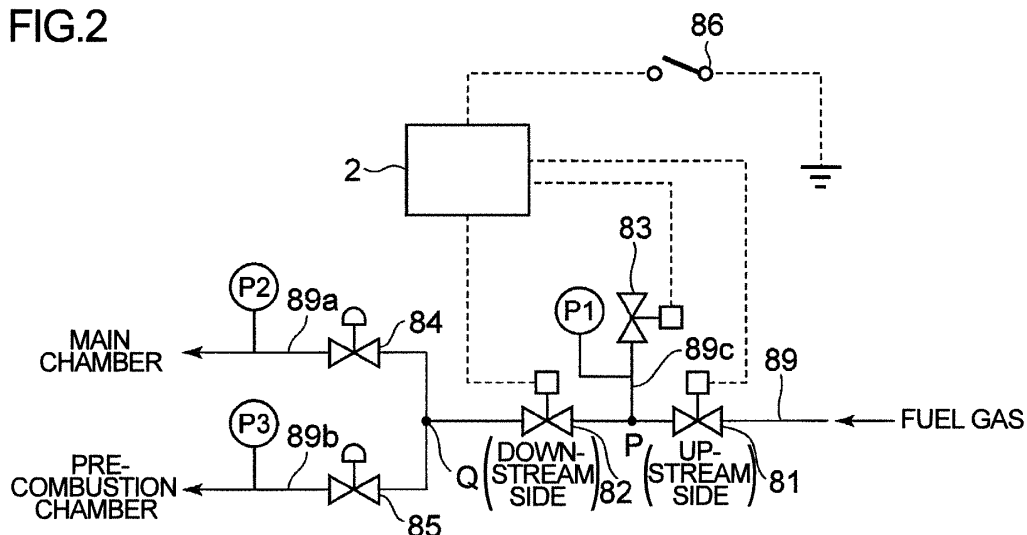 FIG.2
86
2
83
P2
89a
84
P1
MAIN
CHAMBER
89c
89
P3
89b
FUEL GAS
PRE-
COMBUSTION
CHAMBER
85
Q
(DOWN-
STREAM
SIDE)
82
P
(UP-
STREAM
SIDE)
81